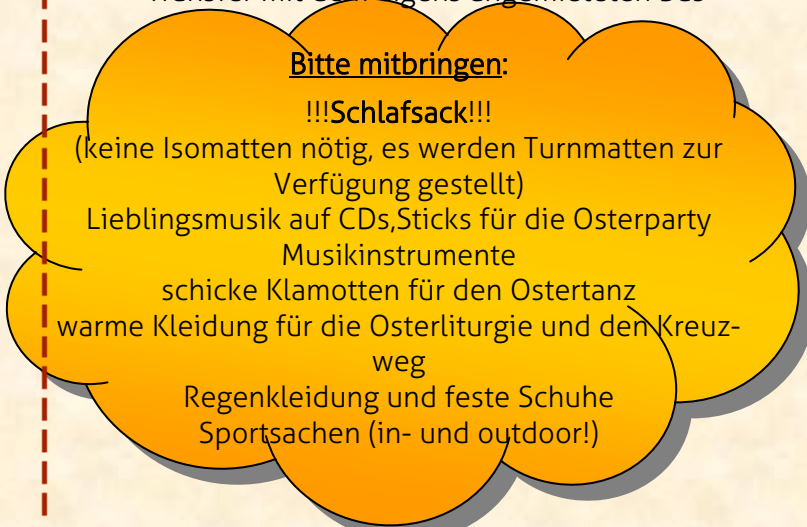 Bitte mitbringen:
!!!Schlafsack!!!
(keine Isomatten nötig, es werden Turnmatten zur
Verfügung gestellt)
Lieblingsmusik auf CDs,Sticks für die Osterparty
Musikinstrumente
schicke Klamotten für den Ostertanz
warme Kleidung für die Osterliturgie und den Kreuz-
weg
Regenkleidung und feste Schuhe
Sportsachen (in- und outdoor!)